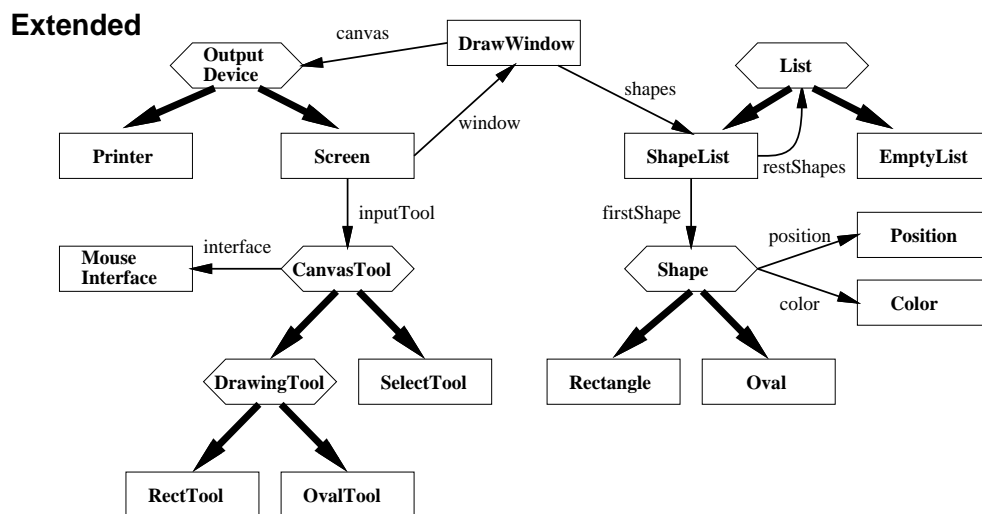 Extended
canvas
DrawWindow
Output
Device
List
shapes
window
Printer
Screen
ShapeList
restShapes
EmptyList
inputTool
firstShape
interface
position
Position
Mouse
Interface
CanvasTool
Shape
color
Color
DrawingTool
SelectTool
Rectangle
Oval
RectTool
OvalTool